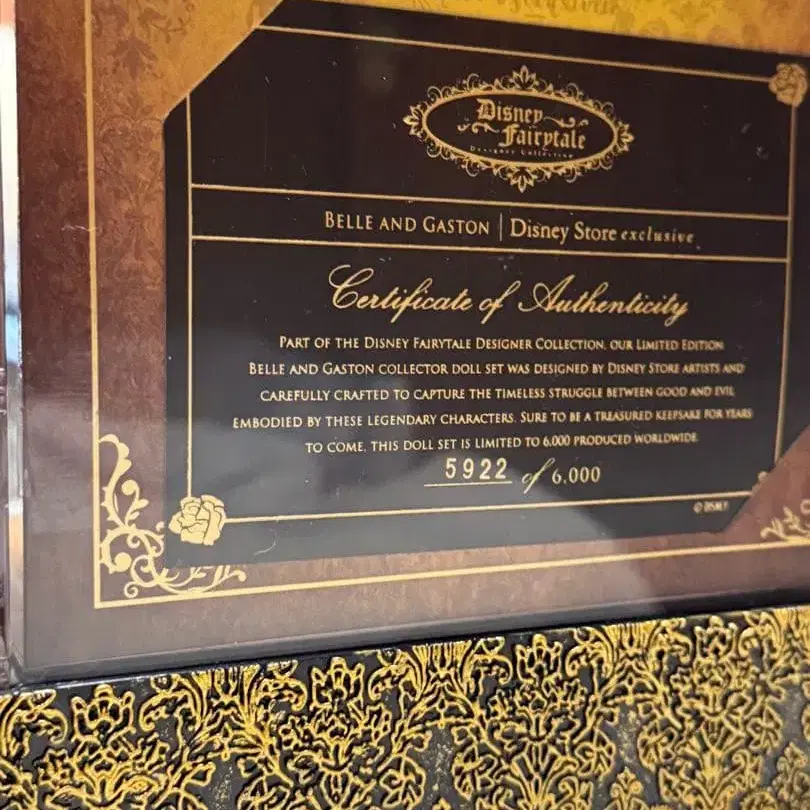 Disney
Fairytale
Designer Collection
BELLE AND GASTON | Disney Store exclusive
Certificate of Authenticity
PART OF THE DISNEY FAIRYTALE DESIGNER COLLECTION, OUR LIMITED EDITION
BELLE AND GASTON COLLECTOR DOLL SET WAS DESIGNED BY DISNEY STORE ARTISTS AND
CAREFULLY CRAFTED TO CAPTURE THE TIMELESS STRUGGLE BETWEEN GOOD AND EVIL
EMBODIED BY THESE LEGENDARY CHARACTERS. SURE TO BE A TREASURED KEEPSAKE FOR YEARS
TO COME, THIS DOLL SET IS LIMITED TO 6,000 PRODUCED WORLDWIDE.
5922 of 6,000
© DISNEY